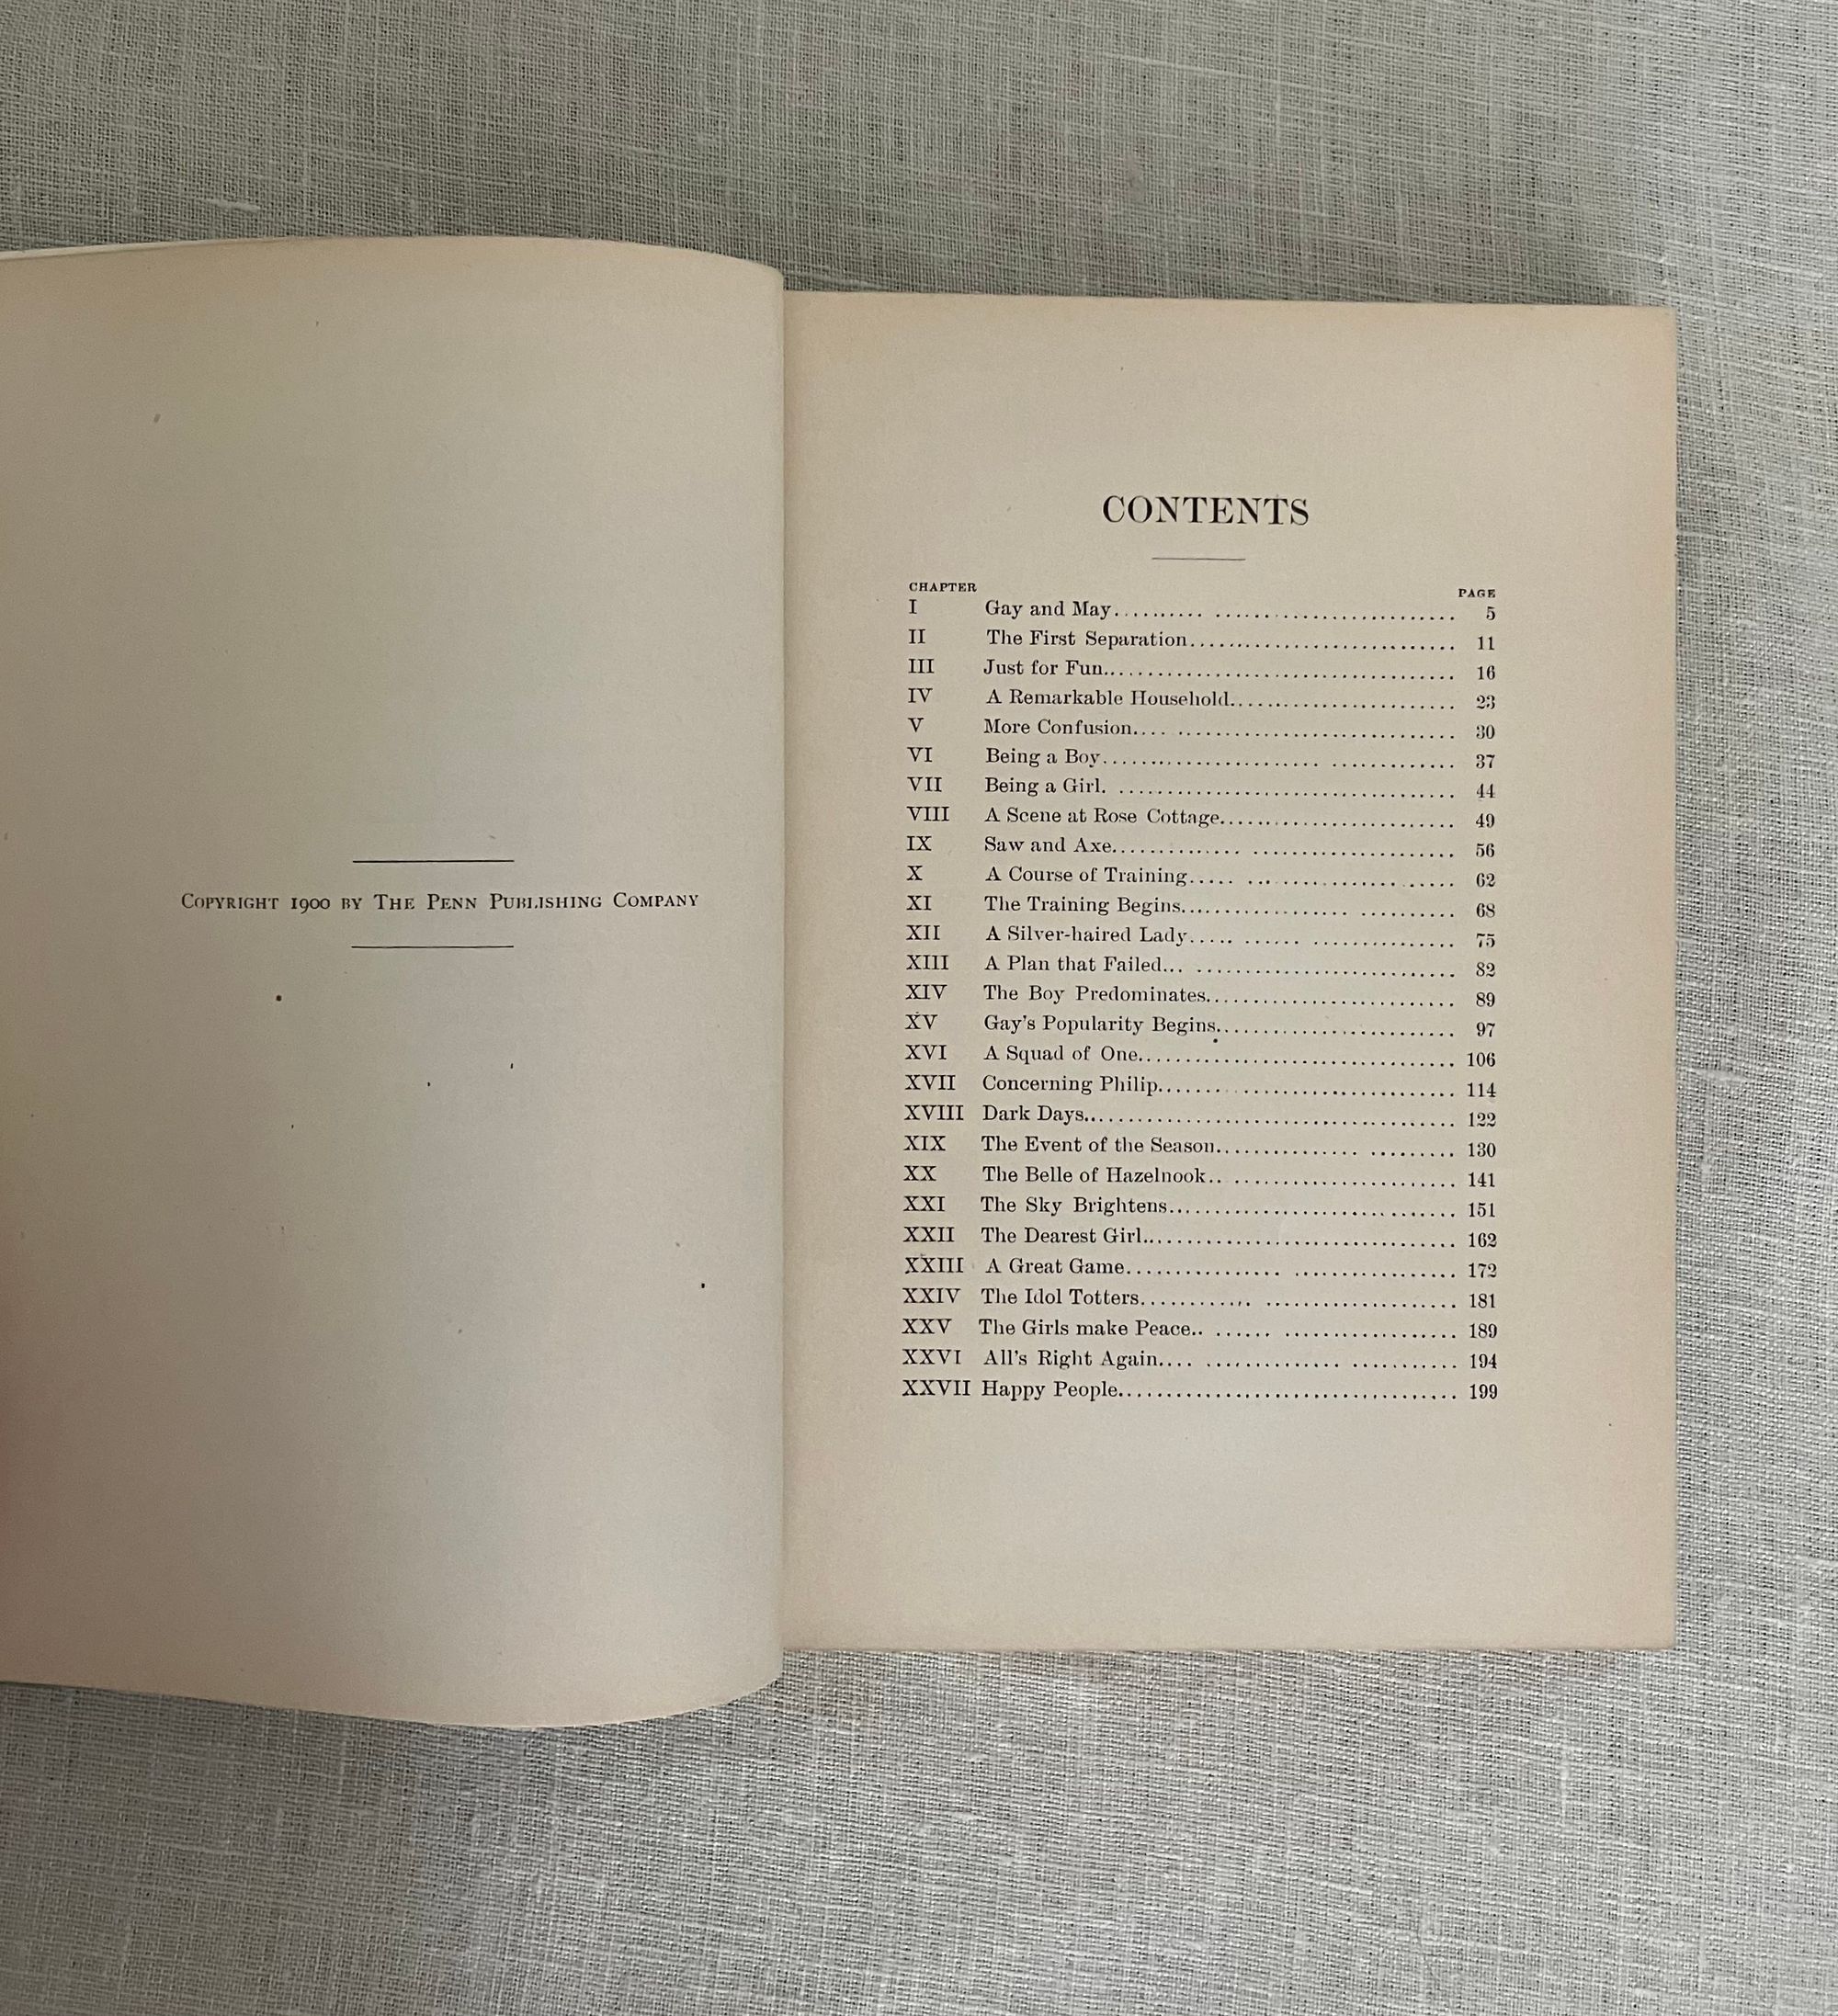 COPYRIGHT 1900 BY THE PENN PUBLISHING COMPANY
CONTENTS
CHAPTER PAGE
I Gay and May.......... .......................... 5
II The First Separation............................ 11
III Just for Fun.................................... 16
IV A Remarkable Household........................ 23
V More Confusion.... .............................. 30
VI Being a Boy....................... ............. 37
VII Being a Girl. .................................... 44
VIII A Scene at Rose Cottage........................ 49
IX Saw and Axe.............. ...................... 56
X A Course of Training..... ... .................... 62
XI The Training Begins.................. .......... 68
XII A Silver-haired Lady..... ...... ............... 75
XIII A Plan that Failed... ............................ 82
XIV The Boy Predominates.......................... 89
XV Gay's Popularity Begins......................... 97
XVI A Squad of One................................. 106
XVII Concerning Philip............................... 114
XVIII Dark Days...................................... 122
XIX The Event of the Season............... ......... 130
XX The Belle of Hazelnook.. ........................ 141
XXI The Sky Brightens.............................. 151
XXII The Dearest Girl................................. 162
XXIII A Great Game................ ................. 172
XXIV The Idol Totters............ .................... 181
XXV The Girls make Peace.. ...... .................. 189
XXVI All's Right Again.... .............. ........... 194
XXVII Happy People................................... 199